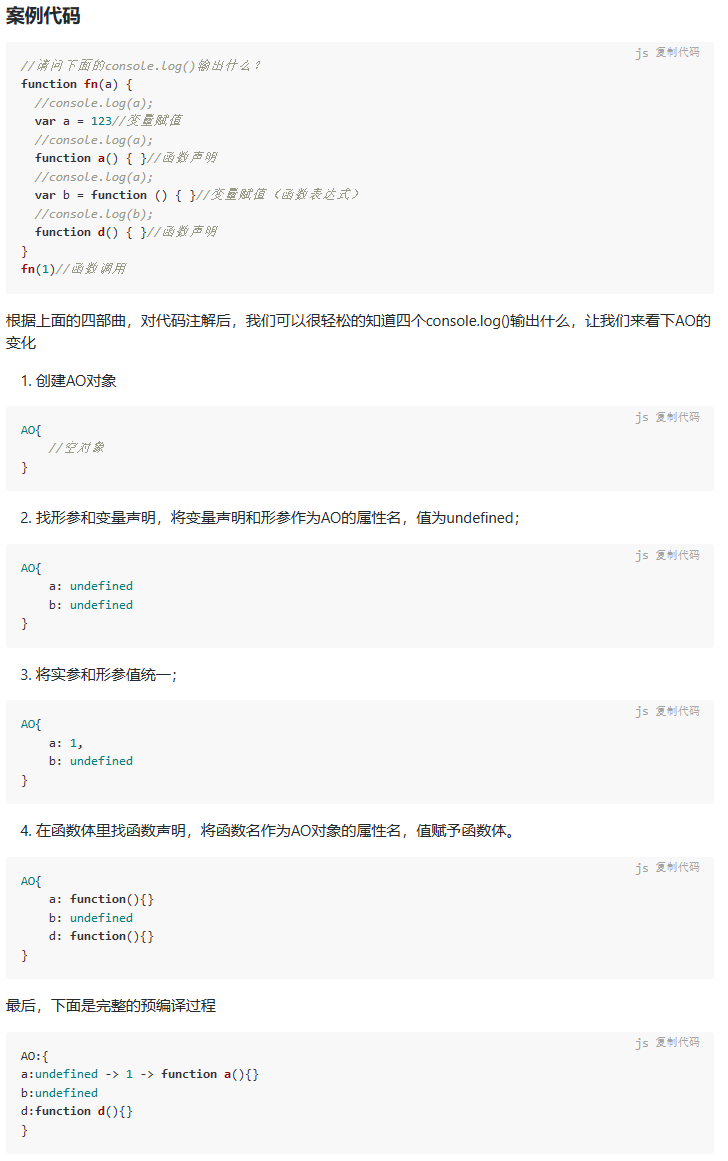 案例代码
js 复制代码
//请问下面的console.log()输出什么？
function fn(a) {
  //console.log(a);
  var a = 123//变量赋值
  //console.log(a);
  function a() { }//函数声明
  //console.log(a);
  var b = function () { }//变量赋值（函数表达式）
  //console.log(b);
  function d() { }//函数声明
}
fn(1)//函数调用
根据上面的四部曲，对代码注解后，我们可以很轻松的知道四个console.log()输出什么，让我们来看下AO的
变化
1. 创建AO对象
js 复制代码
AO{
    //空对象
}
2. 找形参和变量声明，将变量声明和形参作为AO的属性名，值为undefined；
js 复制代码
AO{
    a: undefined
    b: undefined
}
3. 将实参和形参值统一；
js 复制代码
AO{
    a: 1,
    b: undefined
}
4. 在函数体里找函数声明，将函数名作为AO对象的属性名，值赋予函数体。
js 复制代码
AO{
    a: function(){}
    b: undefined
    d: function(){}
}
最后，下面是完整的预编译过程
js 复制代码
AO:{
a:undefined -> 1 -> function a(){}
b:undefined
d:function d(){}
}